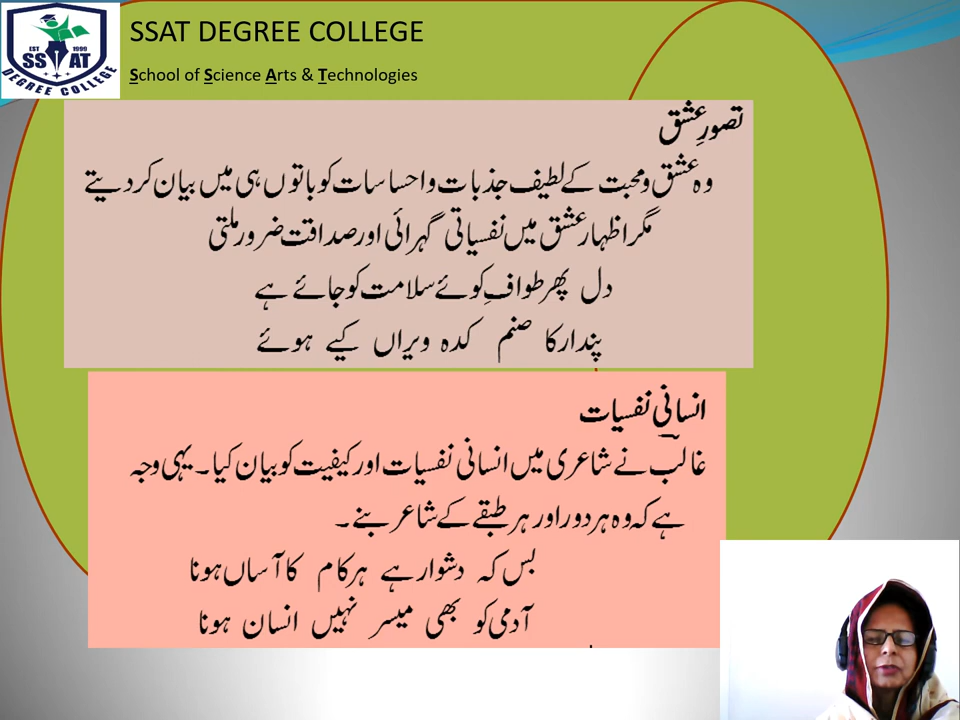 SSAT DEGREE COLLEGE
School of Science Arts & Technologies
EST 1999
SSAT
DEGREE COLLEGE
تصورِ عشق
وہ عشق و محبت کے لطیف جذبات و احساسات کو باتوں ہی میں بیان کر دیتے
مگر اظہار عشق میں نفسیاتی گہرائی اور صداقت ضرور ملتی
دل پھر طوافِ کوئے سلامت کو جائے ہے
پندار کا صنم کدہ ویراں کیے ہوئے
انسانی نفسیات
غالب نے شاعری میں انسانی نفسیات اور کیفیت کو بیان کیا۔ یہی وجہ
ہے کہ وہ ہر دور اور ہر طبقے کے شاعر بنے۔
بس کہ دشوار ہے ہر کام کا آساں ہونا
آدمی کو بھی میسر نہیں انسان ہونا